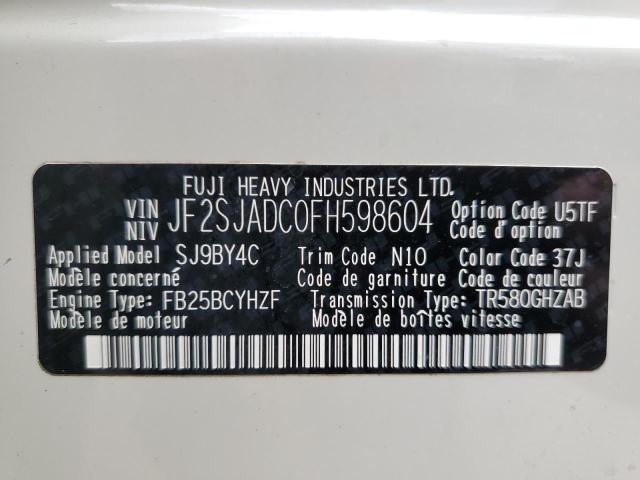 FUJI HEAVY INDUSTRIES LTD.
VIN NIV JF2SJADC0FH598604 Option Code U5TF
Code d'option
Applied Model SJ9BY4C Trim Code N10 Color Code 37J
Modèle concerné Code de garniture Code de couleur
Engine Type: FB25BCYHZF Transmission Type: TR580GHZAB
Modèle de moteur Modèle de boîtes vitesse